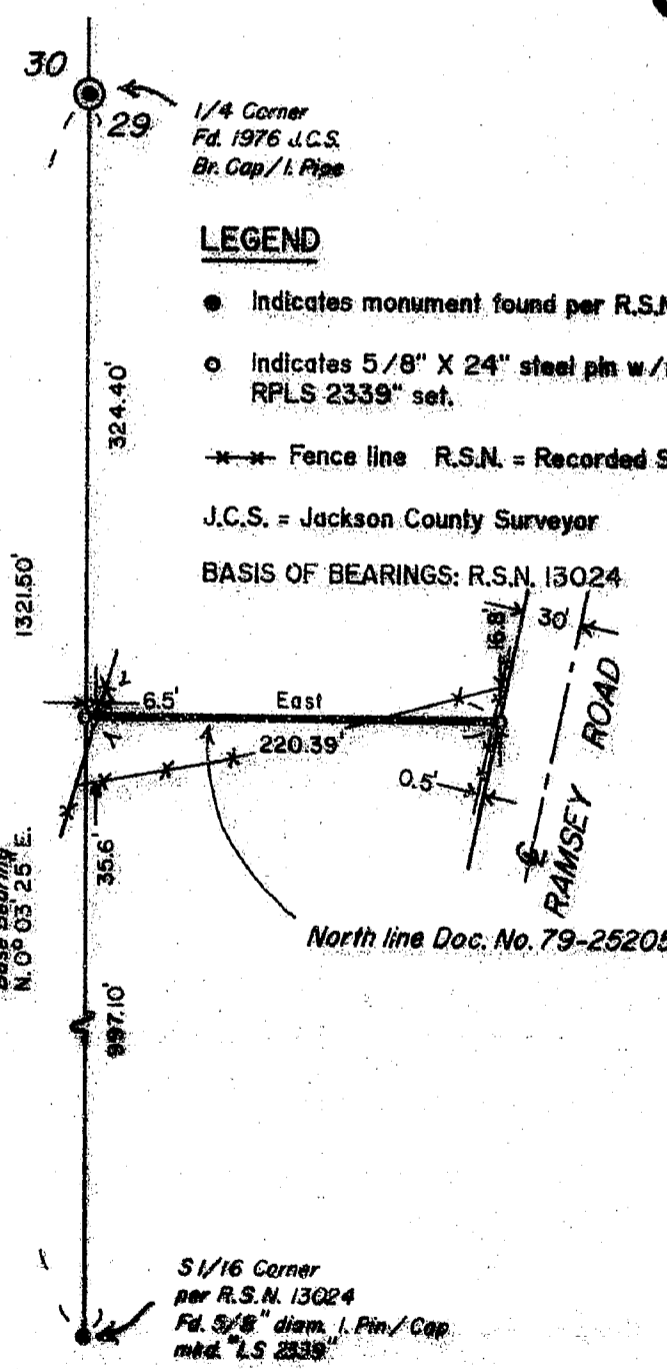 30
29
1/4 Corner
Fd. 1976 J.C.S.
Br. Cap/I. Pipe
LEGEND
Indicates monument found per R.S.N
Indicates 5/8" X 24" steel pin w/
RPLS 2339" set.
Fence line R.S.N. = Recorded S
J.C.S. = Jackson County Surveyor
BASIS OF BEARINGS: R.S.N. 13024
324.40'
1321.50'
6.5'
East
220.39'
16.8'
30'
0.5'
RAMSEY ROAD
35.6'
Base Bearing
N. 0° 03' 25" E.
North line Doc. No. 79-25205
997.10'
S 1/16 Corner
per R.S.N. 13024
Fd. 5/8" diam. I. Pin/Cap
mkd. "LS 2339"